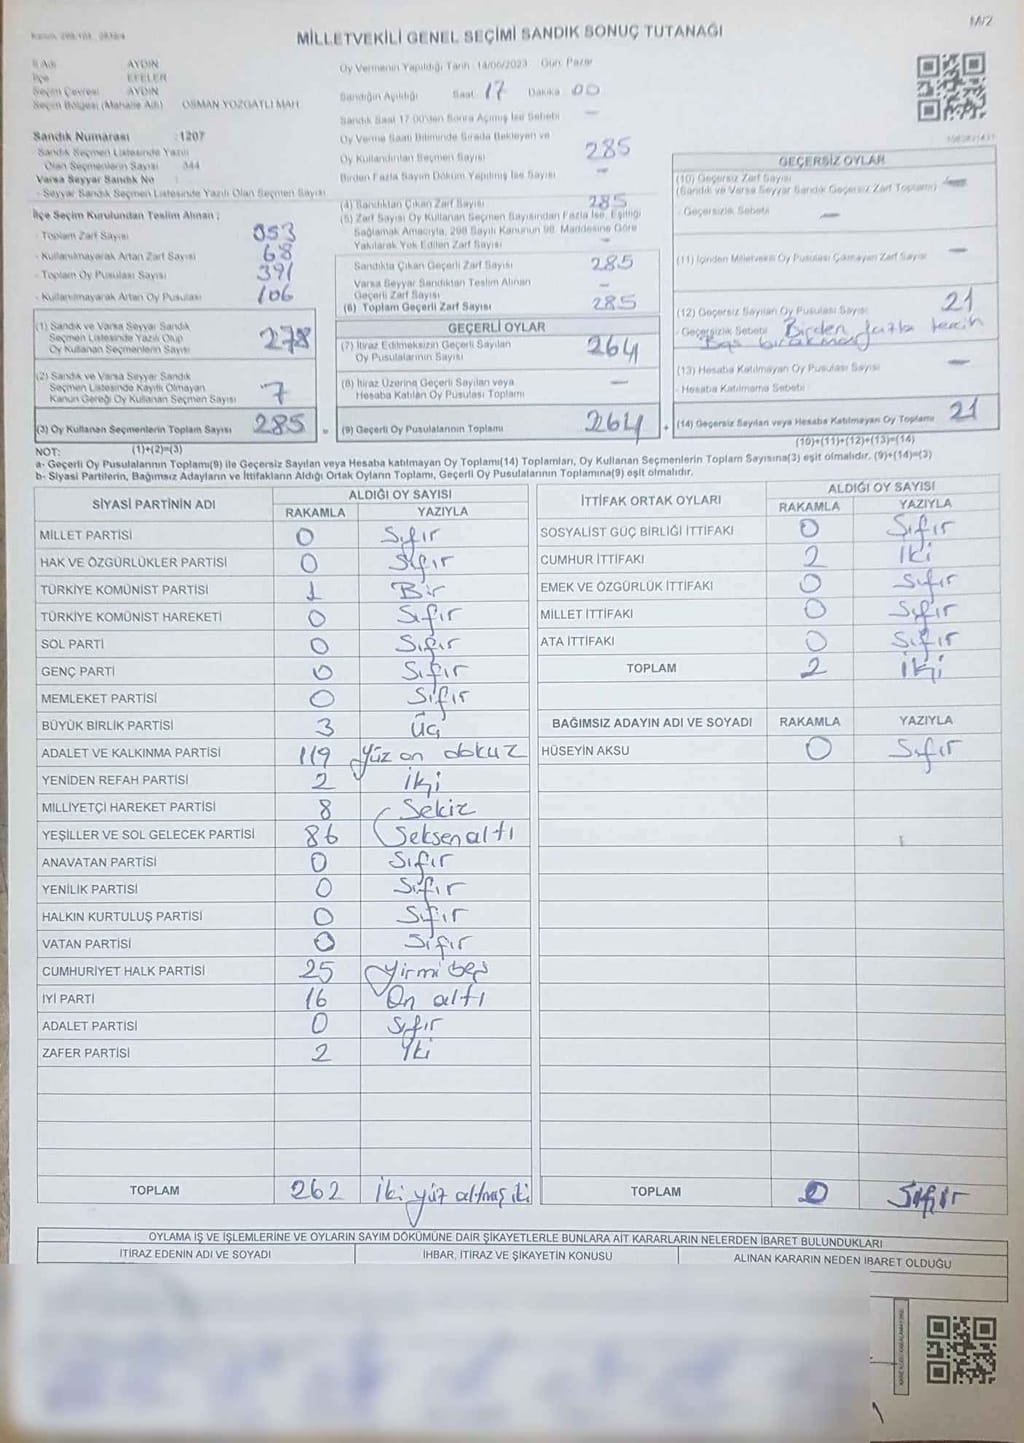 M/2
MİLLETVEKİLİ GENEL SEÇİMİ SANDIK SONUÇ TUTANAĞI
İl Adı AYDIN
İlçe EFELER
Seçim Çevresi AYDIN
Seçim Bölgesi (Mahalle Adı) OSMAN YOZGATLI MAH.
Sandık Numarası : 1207
- Sandık Seçmen Listesinde Yazılı
Olan Seçmenlerin Sayısı 344
Varsa Seyyar Sandık No :
- Seyyar Sandık Seçmen Listesinde Yazılı Olan Seçmen Sayısı
İlçe Seçim Kurulundan Teslim Alınan ;
- Toplam Zarf Sayısı 353
- Kullanılmayarak Artan Zarf Sayısı 68
- Toplam Oy Pusulası Sayısı 391
- Kullanılmayarak Artan Oy Pusulası 106
(1) Sandık ve Varsa Seyyar Sandık
Seçmen Listesinde Yazılı Olup
Oy Kullanan Seçmenlerin Sayısı 278
(2) Sandık ve Varsa Seyyar Sandık
Seçmen Listesinde Kayıtlı Olmayan
Kanun Gereği Oy Kullanan Seçmen Sayısı 7
(3) Oy Kullanan Seçmenlerin Toplam Sayısı 285 =
Oy Vermenin Yapıldığı Tarih : 14/05/2023 Gün: Pazar
Sandığın Açıldığı Saat 17 Dakika 00
Sandık Saat 17:00'den Sonra Açılmış İse Sebebi —
Oy Verme Saati Bitiminde Sırada Bekleyen ve
Oy Kullandırılan Seçmen Sayısı 285
Birden Fazla Sayım Döküm Yapılmış İse Sayısı —
(4) Sandıktan Çıkan Zarf Sayısı 285
(5) Zarf Sayısı Oy Kullanan Seçmen Sayısından Fazla İse, Eşitliği
Sağlamak Amacıyla, 298 Sayılı Kanunun 98. Maddesine Göre
Yakılarak Yok Edilen Zarf Sayısı —
Sandıkta Çıkan Geçerli Zarf Sayısı 285
Varsa Seyyar Sandıktan Teslim Alınan
Geçerli Zarf Sayısı —
(6) Toplam Geçerli Zarf Sayısı 285
GEÇERLİ OYLAR
(7) İtiraz Edilmeksizin Geçerli Sayılan
Oy Pusulalarının Sayısı 264
(8) İtiraz Üzerine Geçerli Sayılan veya
Hesaba Katılan Oy Pusulası Toplamı —
(9) Geçerli Oy Pusulalarının Toplamı 264 +
GEÇERSİZ OYLAR
(10) Geçersiz Zarf Sayısı
(Sandık ve Varsa Seyyar Sandık Geçersiz Zarf Toplamı) —
- Geçersizlik Sebebi —
(11) İçinden Milletvekili Oy Pusulası Çıkmayan Zarf Sayısı —
(12) Geçersiz Sayılan Oy Pusulası Sayısı 21
- Geçersizlik Sebebi Birden fazla tercih
Boş bırakma
(13) Hesaba Katılmayan Oy Pusulası Sayısı —
- Hesaba Katılmama Sebebi
(14) Geçersiz Sayılan veya Hesaba Katılmayan Oy Toplamı 21
NOT: (1)+(2)=(3) (10)+(11)+(12)+(13)=(14)
a- Geçerli Oy Pusulalarının Toplamı(9) ile Geçersiz Sayılan veya Hesaba katılmayan Oy Toplamı(14) Toplamları, Oy Kullanan Seçmenlerin Toplam Sayısına(3) eşit olmalıdır. (9)+(14)=(3)
b- Siyasi Partilerin, Bağımsız Adayların ve İttifakların Aldığı Ortak Oyların Toplamı, Geçerli Oy Pusulalarının Toplamına(9) eşit olmalıdır.
SİYASİ PARTİNİN ADI ALDIĞI OY SAYISI
RAKAMLA YAZIYLA
MİLLET PARTİSİ 0 Sıfır
HAK VE ÖZGÜRLÜKLER PARTİSİ 0 Sıfır
TÜRKİYE KOMÜNİST PARTİSİ 1 Bir
TÜRKİYE KOMÜNİST HAREKETİ 0 Sıfır
SOL PARTİ 0 Sıfır
GENÇ PARTİ 0 Sıfır
MEMLEKET PARTİSİ 0 Sıfır
BÜYÜK BİRLİK PARTİSİ 3 Üç
ADALET VE KALKINMA PARTİSİ 119 Yüz on dokuz
YENİDEN REFAH PARTİSİ 2 İki
MİLLİYETÇİ HAREKET PARTİSİ 8 Sekiz
YEŞİLLER VE SOL GELECEK PARTİSİ 86 Seksen altı
ANAVATAN PARTİSİ 0 Sıfır
YENİLİK PARTİSİ 0 Sıfır
HALKIN KURTULUŞ PARTİSİ 0 Sıfır
VATAN PARTİSİ 0 Sıfır
CUMHURİYET HALK PARTİSİ 25 Yirmi beş
İYİ PARTİ 16 On altı
ADALET PARTİSİ 0 Sıfır
ZAFER PARTİSİ 2 İki
TOPLAM 262 İki yüz altmış iki
İTTİFAK ORTAK OYLARI ALDIĞI OY SAYISI
RAKAMLA YAZIYLA
SOSYALİST GÜÇ BİRLİĞİ İTTİFAKI 0 Sıfır
CUMHUR İTTİFAKI 2 İki
EMEK VE ÖZGÜRLÜK İTTİFAKI 0 Sıfır
MİLLET İTTİFAKI 0 Sıfır
ATA İTTİFAKI 0 Sıfır
TOPLAM 2 İki
BAĞIMSIZ ADAYIN ADI VE SOYADI RAKAMLA YAZIYLA
HÜSEYİN AKSU 0 Sıfır
TOPLAM 0 Sıfır
OYLAMA İŞ VE İŞLEMLERİNE VE OYLARIN SAYIM DÖKÜMÜNE DAİR ŞİKAYETLERLE BUNLARA AİT KARARLARIN NELERDEN İBARET BULUNDUKLARI
İTİRAZ EDENİN ADI VE SOYADI İHBAR, İTİRAZ VE ŞİKAYETİN KONUSU ALINAN KARARIN NEDEN İBARET OLDUĞU